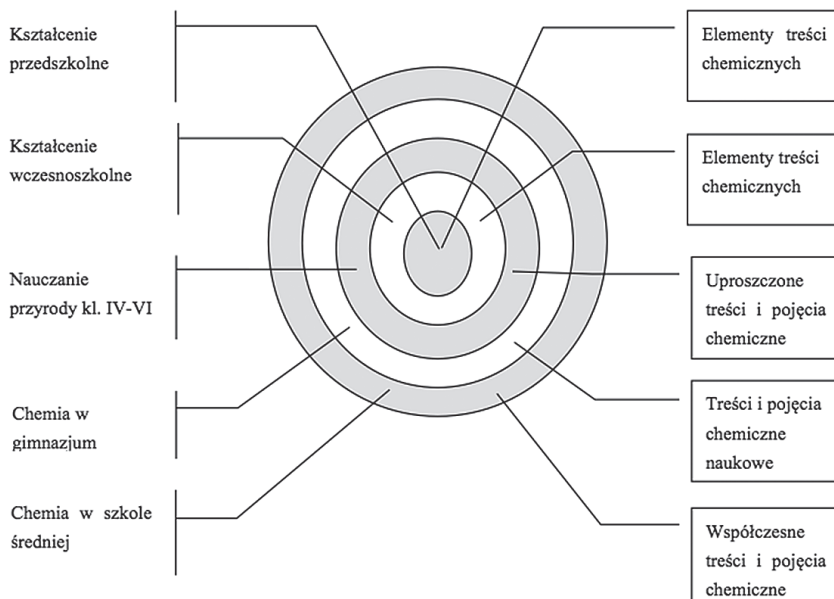 Kształcenie
przedszkolne
Kształcenie
wczesnoszkolne
Nauczanie
przyrody kl. IV-VI
Chemia w
gimnazjum
Chemia w szkole
średniej
Elementy treści
chemicznych
Elementy treści
chemicznych
Uproszczone
treści i pojęcia
chemiczne
Treści i pojęcia
chemiczne
naukowe
Współczesne
treści i pojęcia
chemiczne